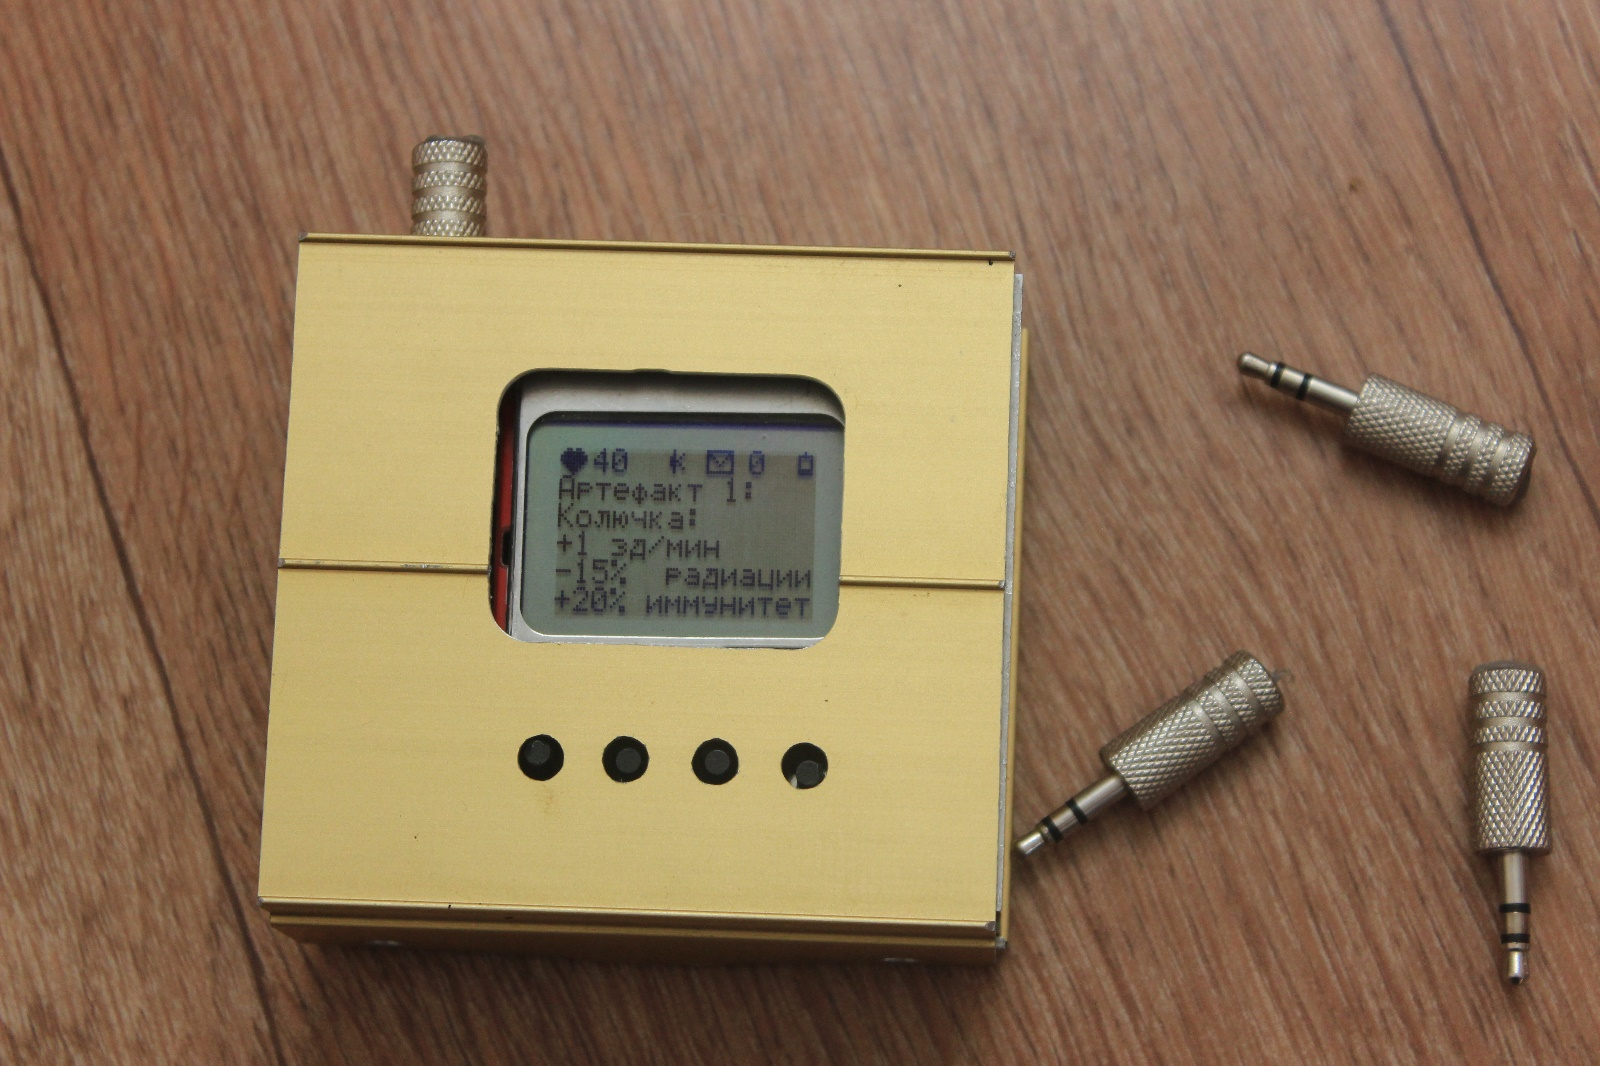 40 К 0
Артефакт 1:
Колючка:
+1 зд/мин
-15% радиации
+20% иммунитет